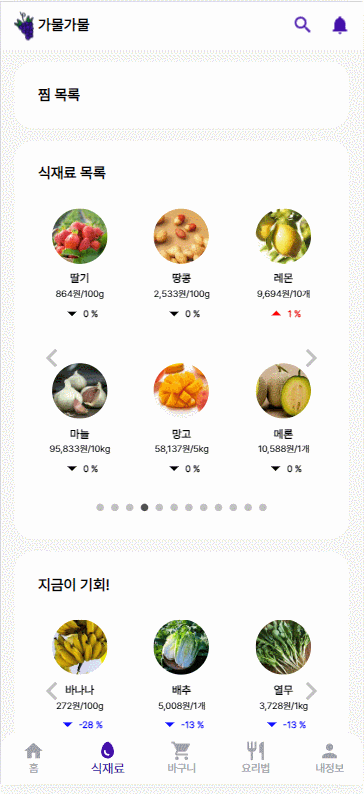 가물가물
찜 목록
식재료 목록
딸기 땅콩 레몬
864원/100g 2,533원/100g 9,694원/10개
0 % 0 % 1 %
마늘 망고 메론
95,833원/10kg 58,137원/5kg 10,588원/1개
0 % 0 % 0 %
지금이 기회!
바나나 배추 열무
272원/100g 5,008원/1개 3,728원/1kg
-28 % -13 % -13 %
홈 식재료 바구니 요리법 내정보